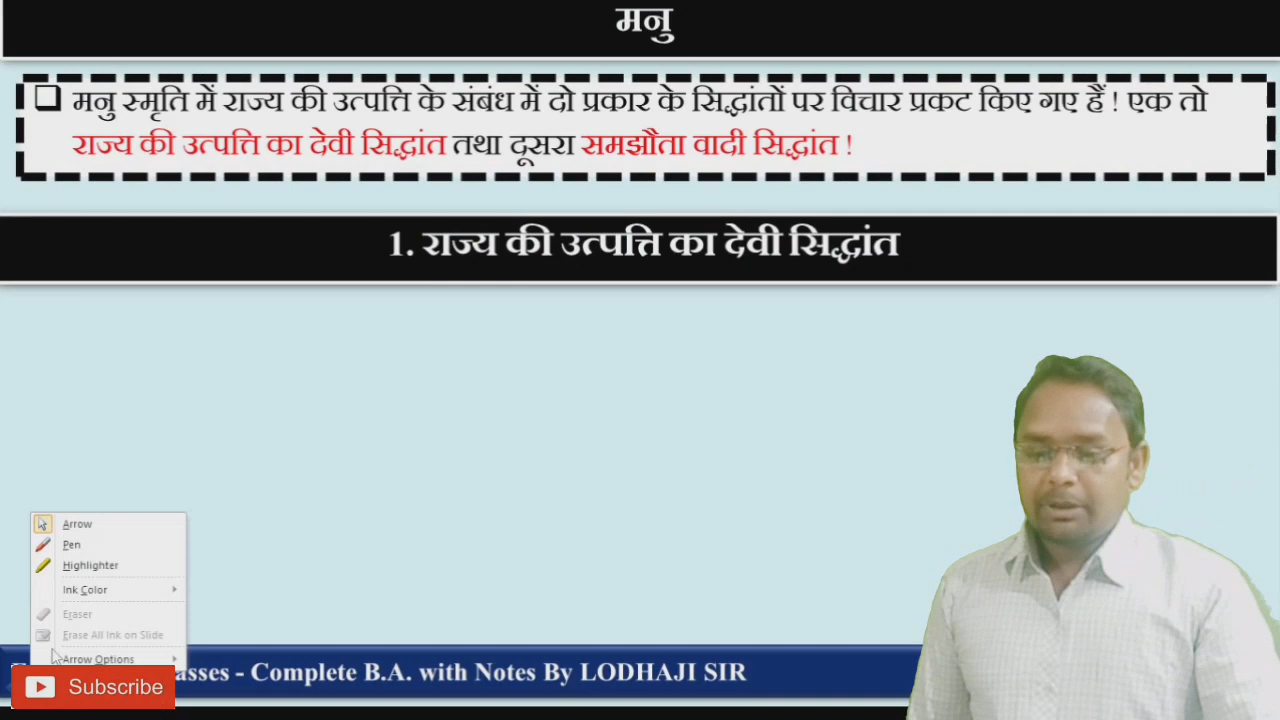 मनु
मनु स्मृति में राज्य की उत्पत्ति के संबंध में दो प्रकार के सिद्धांतों पर विचार प्रकट किए गए हैं ! एक तो
राज्य की उत्पत्ति का देवी सिद्धांत तथा दूसरा समझौता वादी सिद्धांत !
1. राज्य की उत्पत्ति का देवी सिद्धांत
Arrow
Pen
Highlighter
Ink Color
Eraser
Erase All Ink on Slide
Arrow Options
- Complete B.A. with Notes By LODHAJI SIR
Subscribe